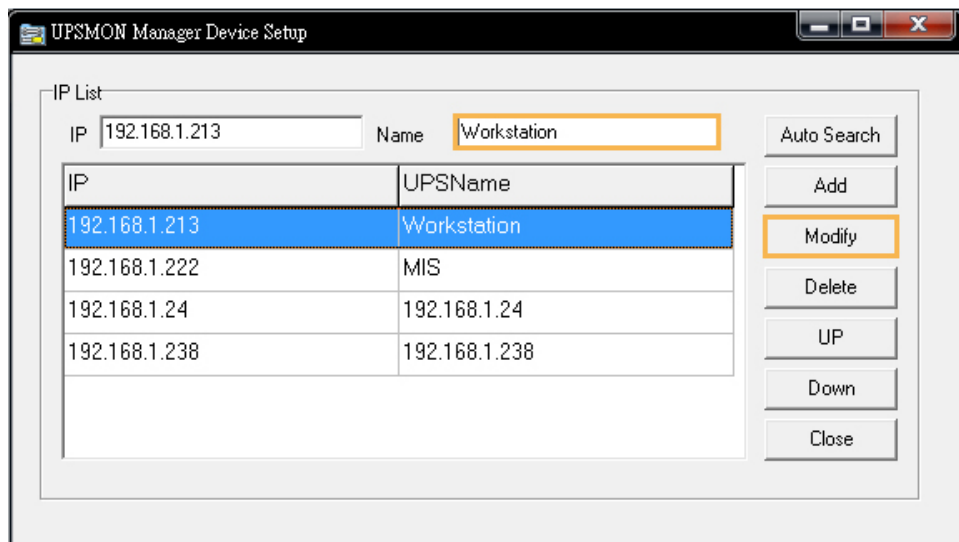 UPSMON Manager Device Setup
IP List
IP 192.168.1.213 Name Workstation Auto Search
IP UPSName Add
192.168.1.213 Workstation Modify
192.168.1.222 MIS Delete
192.168.1.24 192.168.1.24 UP
192.168.1.238 192.168.1.238 Down
Close